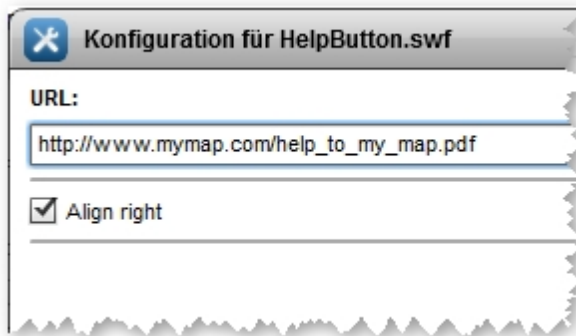 Konfiguration für HelpButton.swf
URL:
http://www.mymap.com/help_to_my_map.pdf
Align right